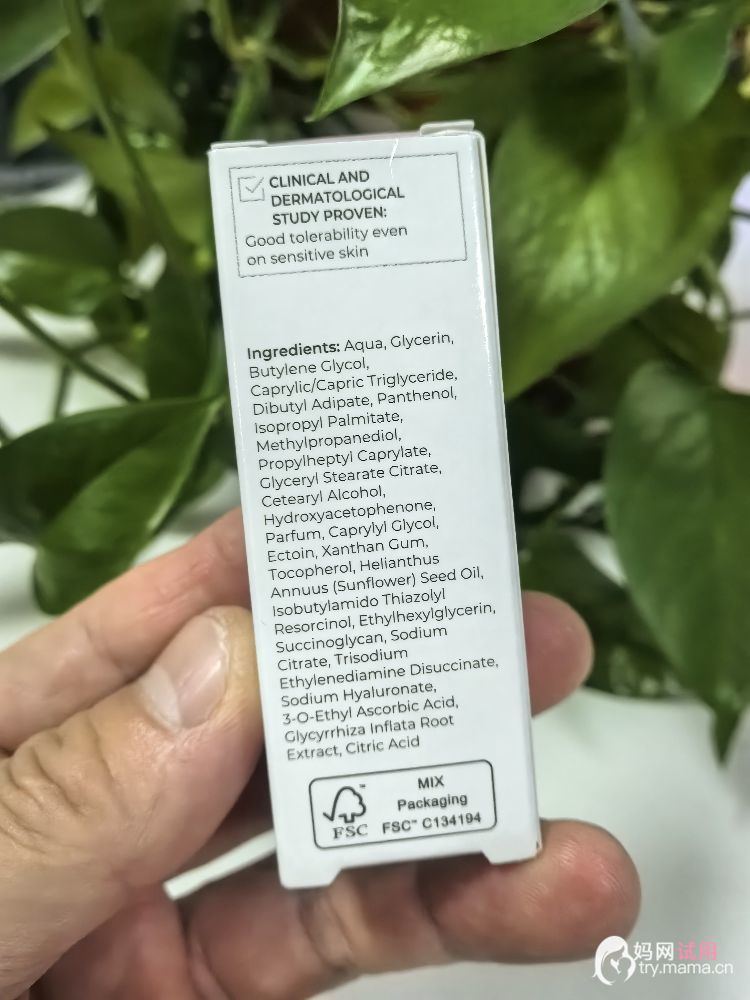 CLINICAL AND
DERMATOLOGICAL
STUDY PROVEN:
Good tolerability even
on sensitive skin
Ingredients: Aqua, Glycerin,
Butylene Glycol,
Caprylic/Capric Triglyceride,
Dibutyl Adipate, Panthenol,
Isopropyl Palmitate,
Methylpropanediol,
Propylheptyl Caprylate,
Glyceryl Stearate Citrate,
Cetearyl Alcohol,
Hydroxyacetophenone,
Parfum, Caprylyl Glycol,
Ectoin, Xanthan Gum,
Tocopherol, Helianthus
Annuus (Sunflower) Seed Oil,
Isobutylamido Thiazolyl
Resorcinol, Ethylhexylglycerin,
Succinoglycan, Sodium
Citrate, Trisodium
Ethylenediamine Disuccinate,
Sodium Hyaluronate,
3-O-Ethyl Ascorbic Acid,
Glycyrrhiza Inflata Root
Extract, Citric Acid
FSC
MIX
Packaging
FSC™ C134194
妈网试用
try.mama.cn